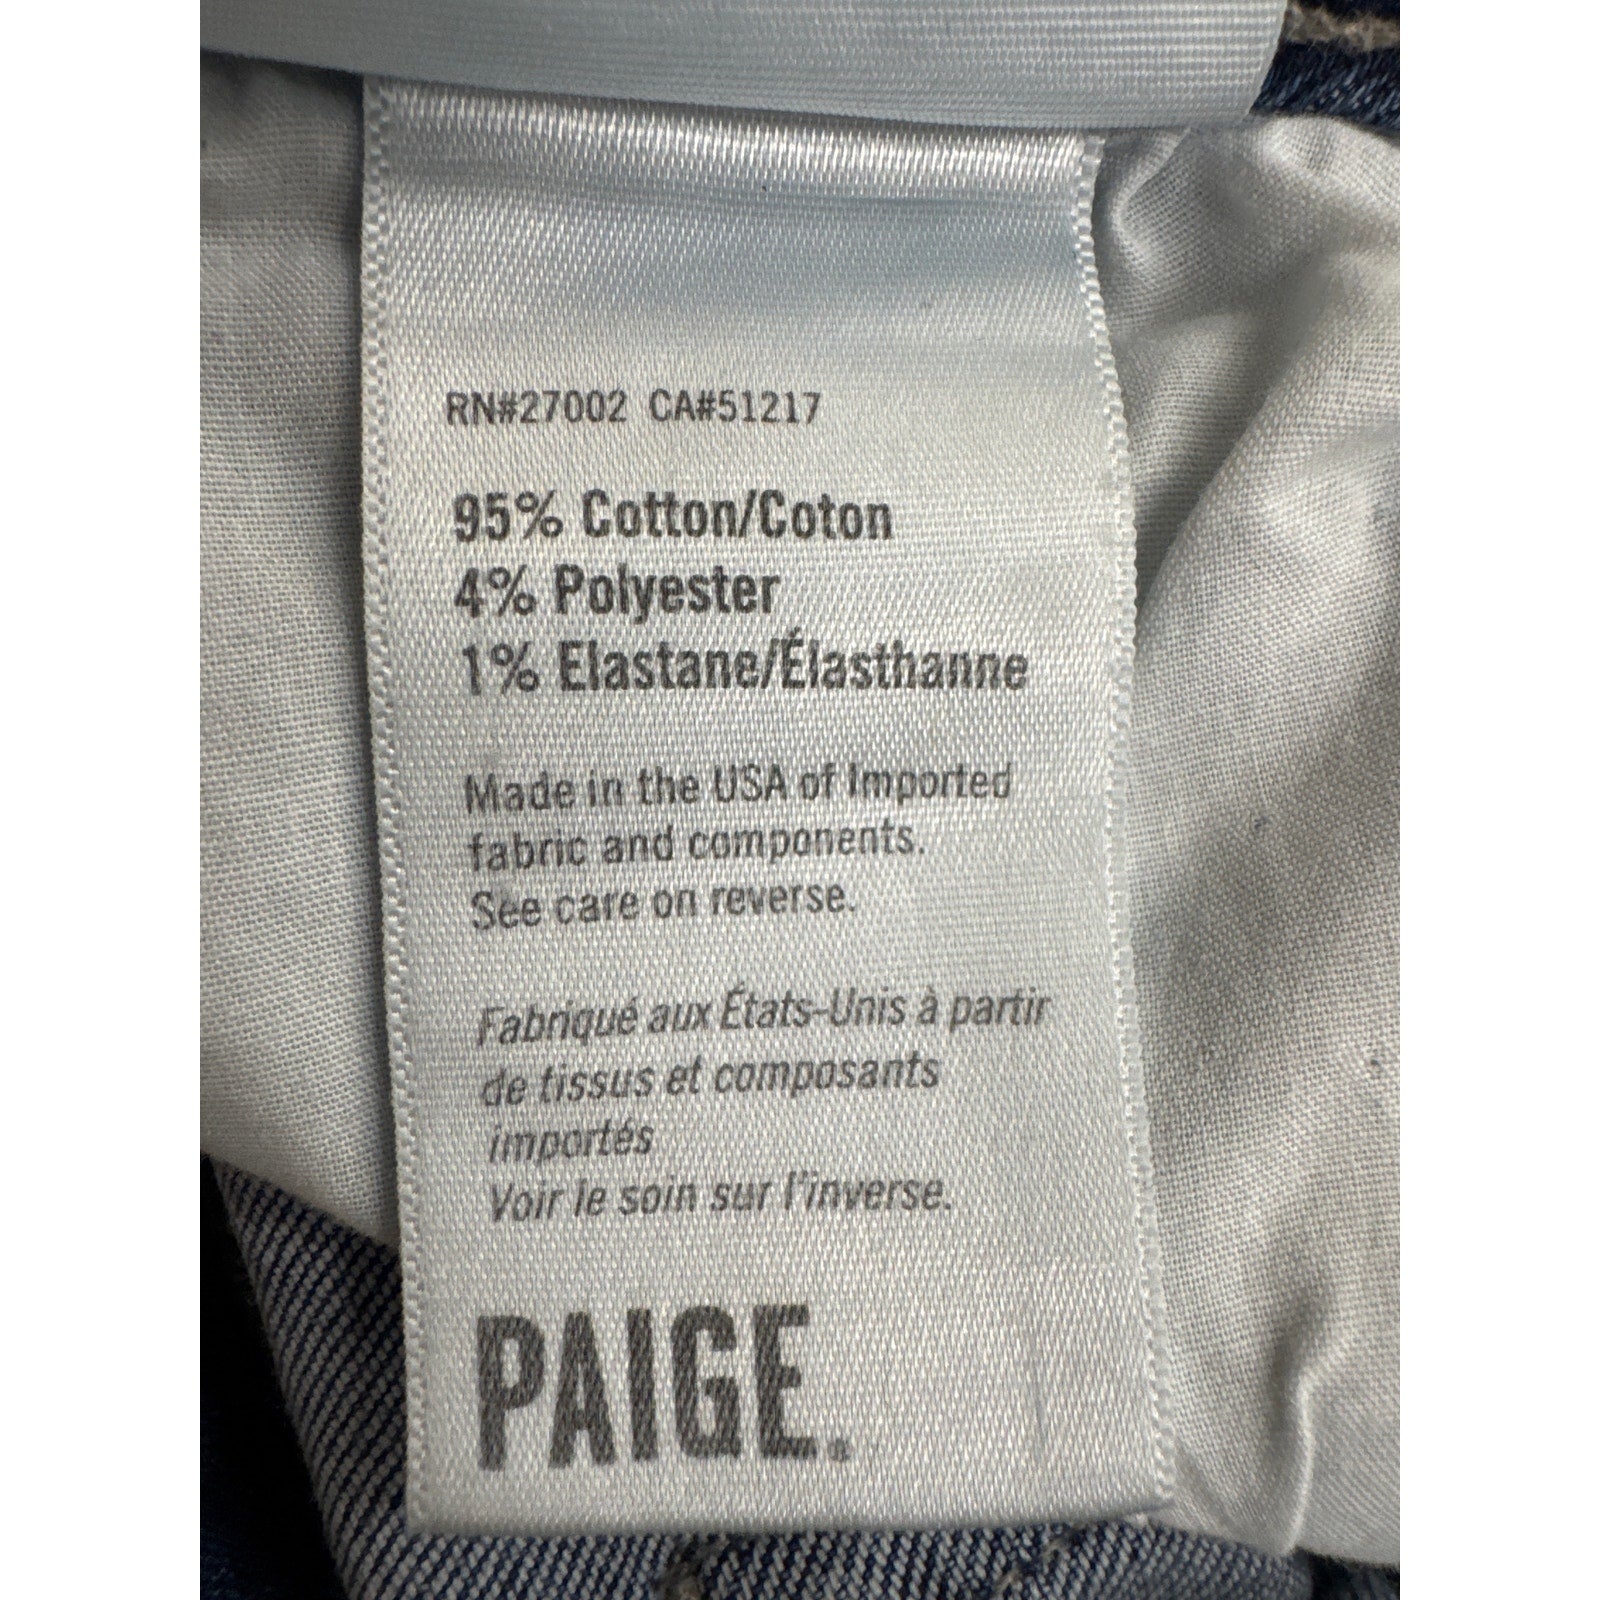 RN#27002 CA#51217
95% Cotton/Coton
4% Polyester
1% Elastane/Élasthanne
Made in the USA of Imported
fabric and components.
See care on reverse.
Fabriqué aux États-Unis à partir
de tissus et composants
importés
Voir le soin sur l'inverse.
PAIGE®